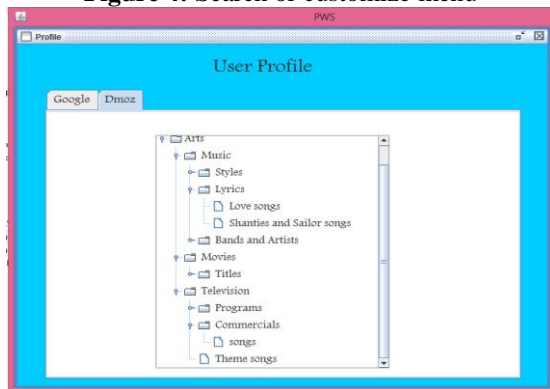 Figure 4: Search or customize menu
PWS
Profile
User Profile
Google Dmoz
Arts
Music
Styles
Lyrics
Love songs
Shanties and Sailor songs
Bands and Artists
Movies
Titles
Television
Programs
Commercials
songs
Theme songs